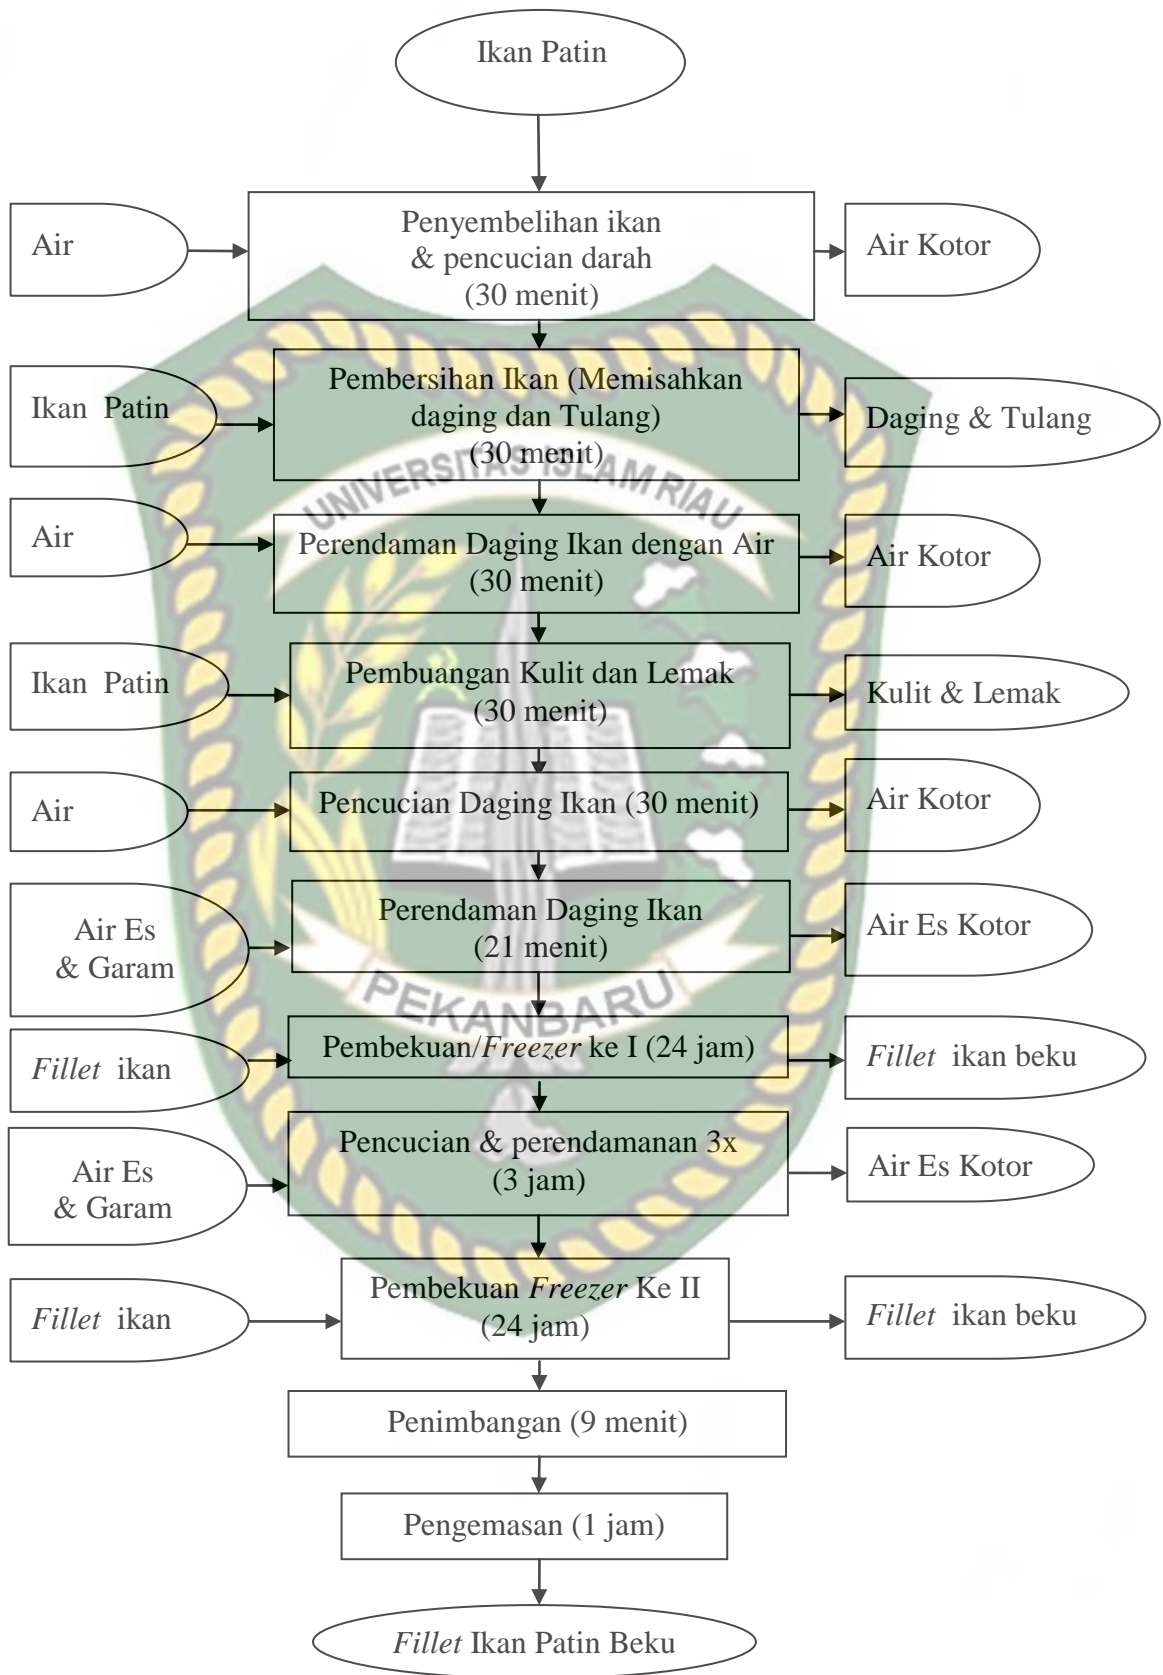 Ikan Patin
Air
Penyembelihan ikan
& pencucian darah
(30 menit)
Air Kotor
Ikan Patin
Pembersihan Ikan (Memisahkan
daging dan Tulang)
(30 menit)
Daging & Tulang
UNIVERSITAS ISLAM RIAU
Air
Perendaman Daging Ikan dengan Air
(30 menit)
Air Kotor
Ikan Patin
Pembuangan Kulit dan Lemak
(30 menit)
Kulit & Lemak
Air
Pencucian Daging Ikan (30 menit)
Air Kotor
Air Es
& Garam
Perendaman Daging Ikan
(21 menit)
Air Es Kotor
PEKANBARU
Fillet ikan
Pembekuan/Freezer ke I (24 jam)
Fillet ikan beku
Air Es
& Garam
Pencucian & perendamanan 3x
(3 jam)
Air Es Kotor
Fillet ikan
Pembekuan Freezer Ke II
(24 jam)
Fillet ikan beku
Penimbangan (9 menit)
Pengemasan (1 jam)
Fillet Ikan Patin Beku